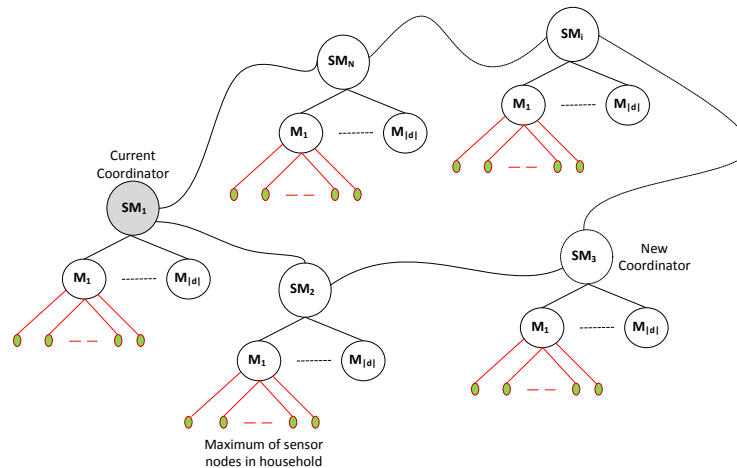 SM_N
SM_i
M_1
M_|d|
M_1
M_|d|
Current
Coordinator
SM_1
SM_3
New
Coordinator
M_1
M_|d|
SM_2
M_1
M_|d|
M_1
M_|d|
Maximum of sensor
nodes in household